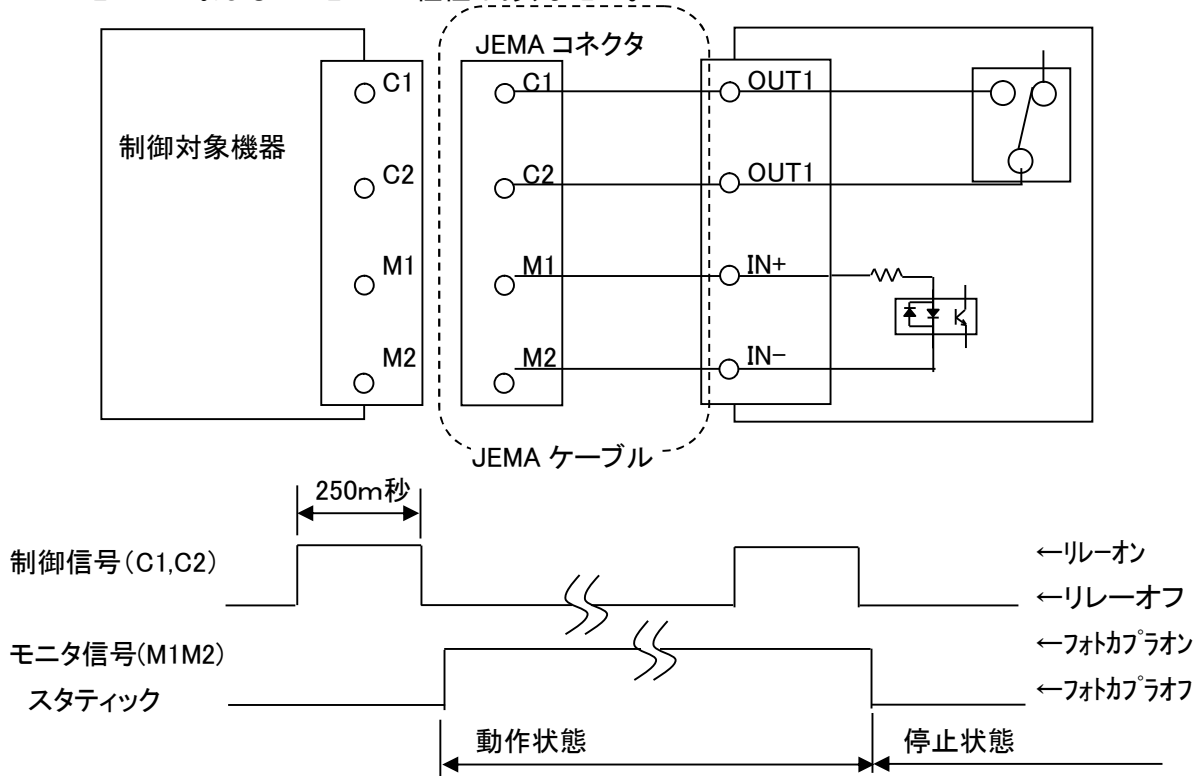 JEMA コネクタ
制御対象機器
C1
C2
M1
M2
C1
C2
M1
M2
OUT1
OUT1
IN+
IN-
JEMA ケーブル
250m秒
制御信号(C1,C2)
←リレーオン
←リレーオフ
モニタ信号(M1M2)
スタティック
←フォトカプラオン
←フォトカプラオフ
動作状態
停止状態